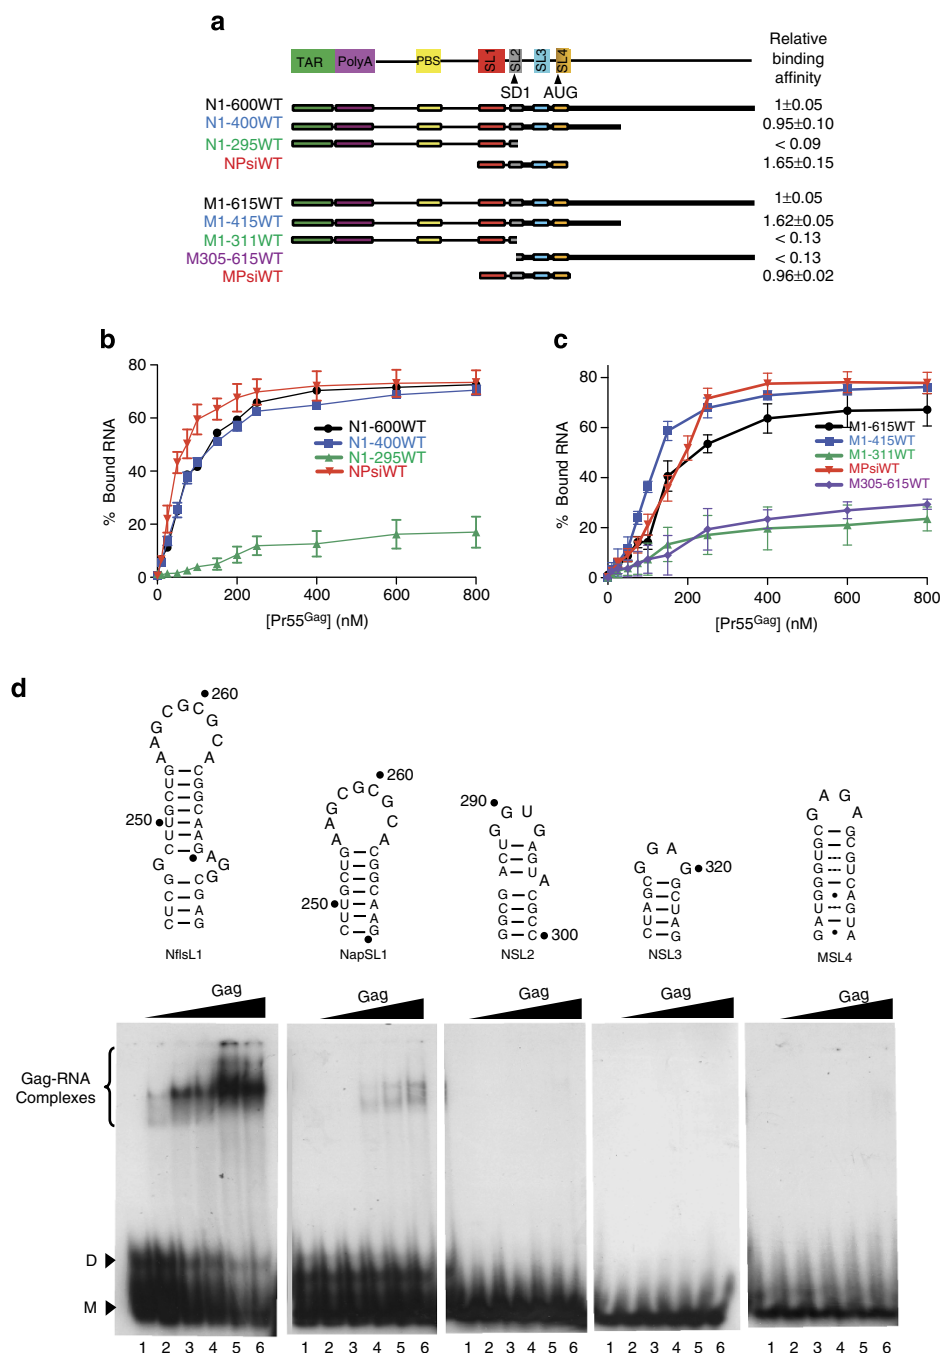 a
TAR PolyA PBS SL1 SL2 SL3 SL4
Relative
binding
affinity
SD1 AUG
N1-600WT 1±0.05
N1-400WT 0.95±0.10
N1-295WT < 0.09
NPsiWT 1.65±0.15
M1-615WT 1±0.05
M1-415WT 1.62±0.05
M1-311WT < 0.13
M305-615WT < 0.13
MPsiWT 0.96±0.02
b
80
60
40
20
0
% Bound RNA
0 200 400 600 800
[Pr55Gag] (nM)
N1-600WT
N1-400WT
N1-295WT
NPsiWT
c
80
60
40
20
0
% Bound RNA
0 200 400 600 800
[Pr55Gag] (nM)
M1-615WT
M1-415WT
M1-311WT
MPsiWT
M305-615WT
d
260
250
NflsL1
260
250
NapSL1
290
300
NSL2
320
NSL3
MSL4
Gag Gag Gag Gag Gag
Gag-RNA
Complexes
D
M
1 2 3 4 5 6 1 2 3 4 5 6 1 2 3 4 5 6 1 2 3 4 5 6 1 2 3 4 5 6